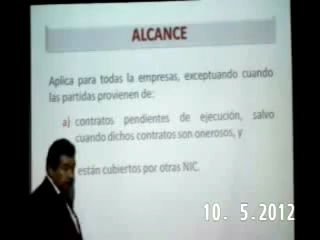 ALCANCE
Aplica para todas la empresas, exceptuando cuando
las partidas provienen de:
a) contratos pendientes de ejecución, salvo
cuando dichos contratos son onerosos, y
están cubiertos por otras NIC.
10. 5.2012